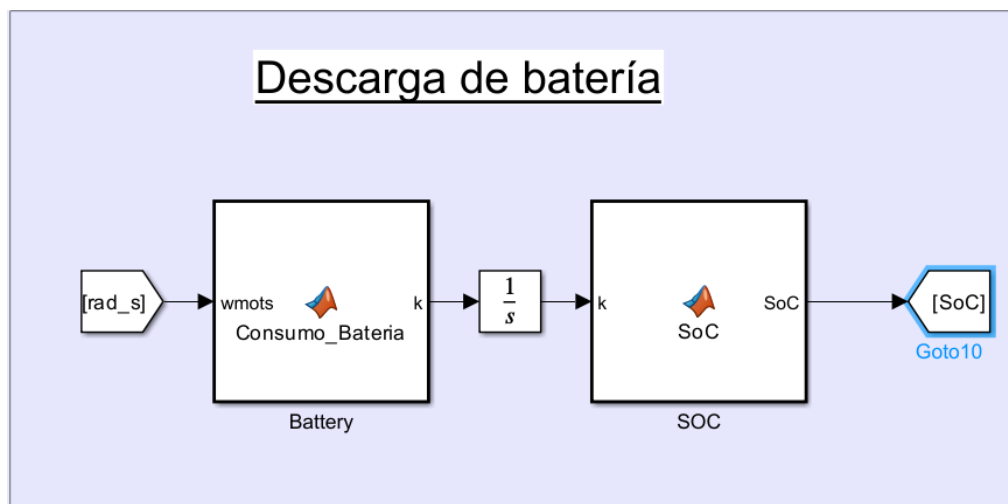 Descarga de batería
[rad_s]
wmots
Consumo_Bateria
k
Battery
1
s
k
SoC
SoC
SOC
[SoC]
Goto10